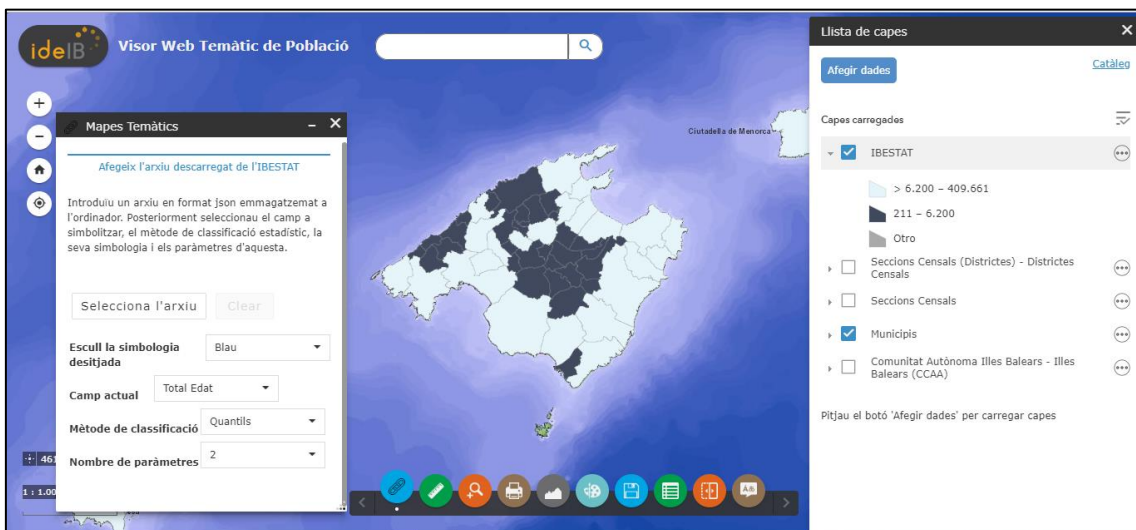 ideIB
Visor Web Temàtic de Població
Mapes Temàtics
Afegeix l'arxiu descarregat de l'IBESTAT
Introduïu un arxiu en format json emmagatzemat a
l'ordinador. Posteriorment seleccionau el camp a
simbolitzar, el mètode de classificació estadístic, la
seva simbologia i els paràmetres d'aquesta.
Selecciona l'arxiu
Clear
Escull la simbologia
desitjada
Blau
Camp actual
Total Edat
Mètode de classificació
Quantils
Nombre de paràmetres
2
461
1 : 1.00
Ciutadella de Menorca
Llista de capes
Afegir dades
Catàleg
Capes carregades
IBESTAT
> 6.200 – 409.661
211 – 6.200
Otro
Seccions Censals (Districtes) - Districtes
Censals
Seccions Censals
Municipis
Comunitat Autònoma Illes Balears - Illes
Balears (CCAA)
Pitjau el botó 'Afegir dades' per carregar capes